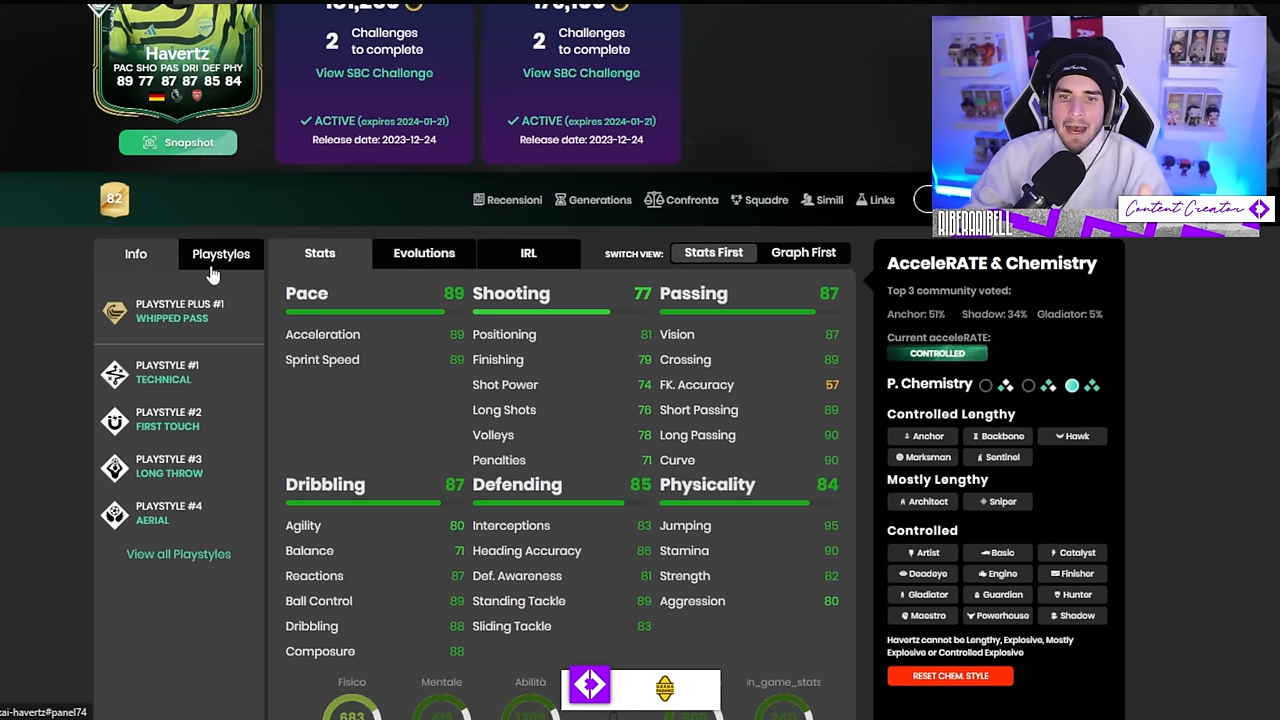 Havertz
PAC SHO PAS DRI DEF PHY
89 77 87 87 85 84
Snapshot
2 Challenges to complete
View SBC Challenge
ACTIVE (expires 2024-01-21)
Release date: 2023-12-24
2 Challenges to complete
View SBC Challenge
ACTIVE (expires 2024-01-21)
Release date: 2023-12-24
Content Creator
RIBERARIBELL
82
Recensioni Generations Confronta Squadre Simili Links
Info Playstyles
PLAYSTYLE PLUS #1
WHIPPED PASS
PLAYSTYLE #1
TECHNICAL
PLAYSTYLE #2
FIRST TOUCH
PLAYSTYLE #3
LONG THROW
PLAYSTYLE #4
AERIAL
View all Playstyles
Stats Evolutions IRL SWITCH VIEW: Stats First Graph First
Pace 89
Acceleration 89
Sprint Speed 89
Shooting 77
Positioning 81
Finishing 79
Shot Power 74
Long Shots 76
Volleys 78
Penalties 71
Passing 87
Vision 87
Crossing 89
FK. Accuracy 57
Short Passing 89
Long Passing 90
Curve 90
Dribbling 87
Agility 80
Balance 71
Reactions 87
Ball Control 89
Dribbling 88
Composure 88
Defending 85
Interceptions 83
Heading Accuracy 86
Def. Awareness 81
Standing Tackle 89
Sliding Tackle 83
Physicality 84
Jumping 95
Stamina 90
Strength 82
Aggression 80
Fisico Mentale Abilità in_game_stats
683
AcceleRATE & Chemistry
Top 3 community voted:
Anchor: 51% Shadow: 34% Gladiator: 5%
Current acceleRATE:
CONTROLLED
P. Chemistry
Controlled Lengthy
Anchor Backbone Hawk
Marksman Sentinel
Mostly Lengthy
Architect Sniper
Controlled
Artist Basic Catalyst
Deadeye Engine Finisher
Gladiator Guardian Hunter
Maestro Powerhouse Shadow
Havertz cannot be Lengthy, Explosive, Mostly
Explosive or Controlled Explosive
RESET CHEM. STYLE
GRANA PADANO
cai-havertz#panel74